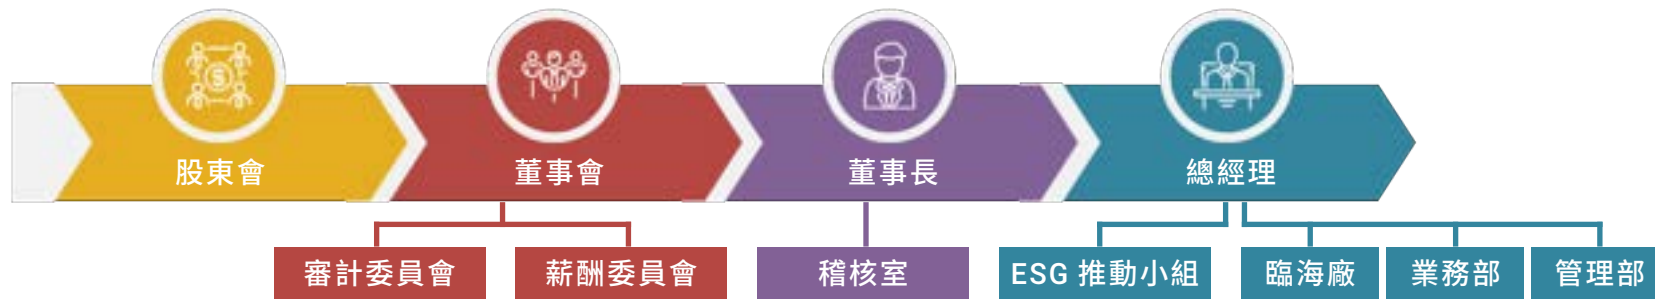 股東會
董事會
董事長
總經理
審計委員會
薪酬委員會
稽核室
ESG 推動小組
臨海廠
業務部
管理部